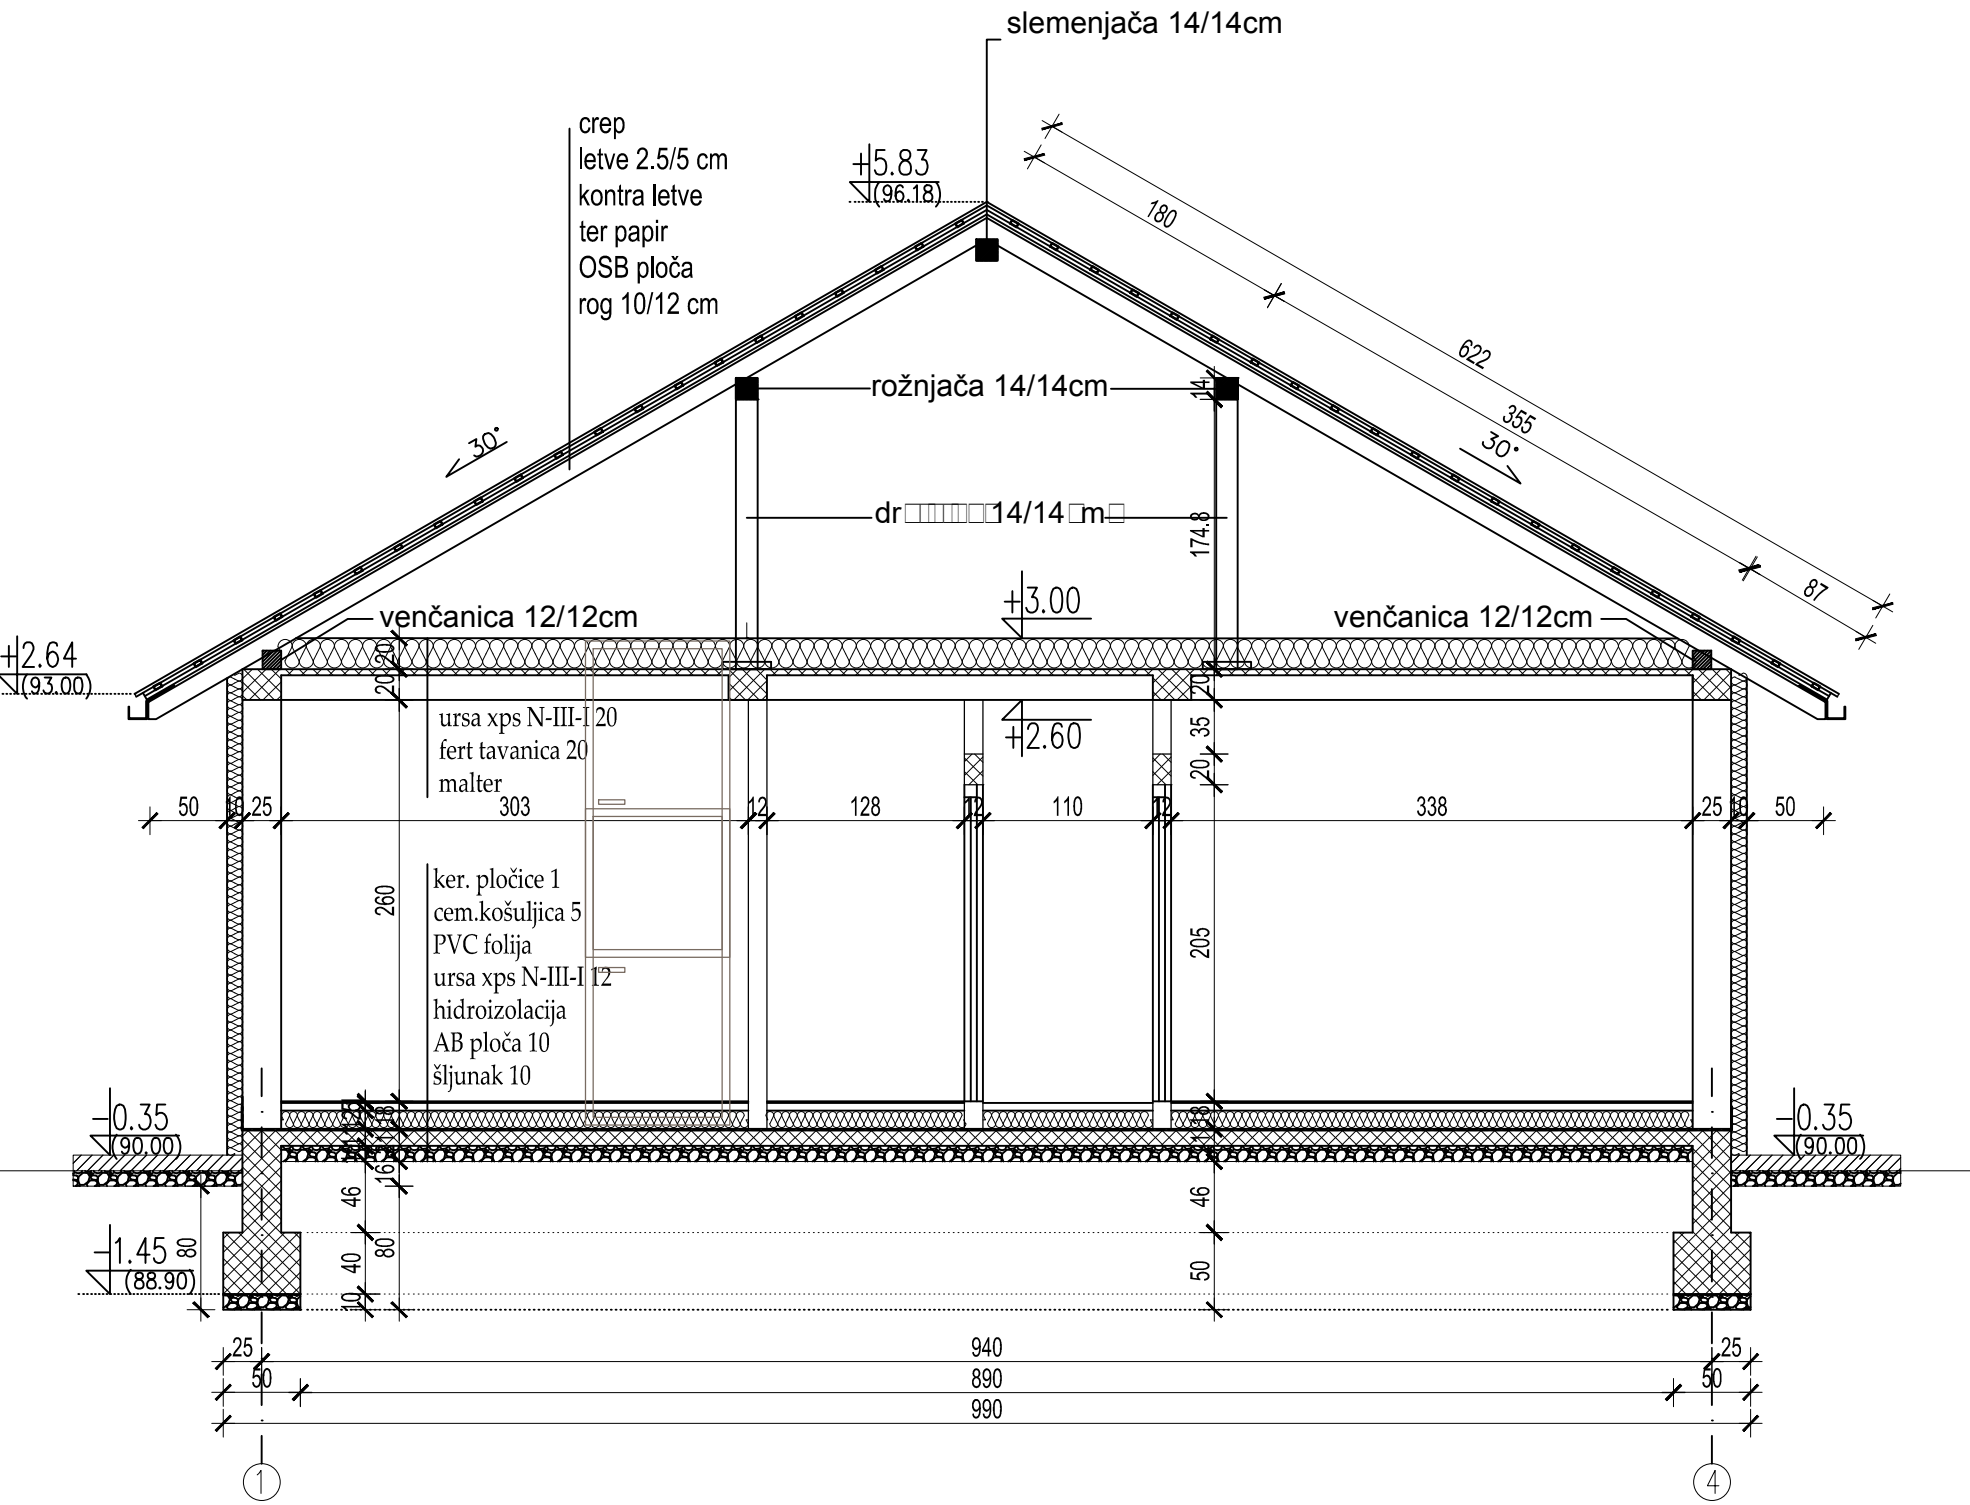 slemenjača 14/14cm
crep
letve 2.5/5 cm
kontra letve
ter papir
OSB ploča
rog 10/12 cm
+5.83
(96.18)
180
622
355
87
30°
30°
rožnjača 14/14cm
14
dr 14/14 m
174.8
+3.00
venčanica 12/12cm
venčanica 12/12cm
+2.64
(93.00)
20
20
20
ursa xps N-III-I 20
fert tavanica 20
malter
+2.60
35
20
50
10
25
303
12
128
12
110
12
338
25
10
50
260
205
ker. pločice 1
cem.košuljica 5
PVC folija
ursa xps N-III-I 12
hidroizolacija
AB ploča 10
šljunak 10
-0.35
(90.00)
-0.35
(90.00)
18
18
16
46
46
-1.45
(88.90)
80
40
80
50
10
25
940
25
50
890
50
990
1
4